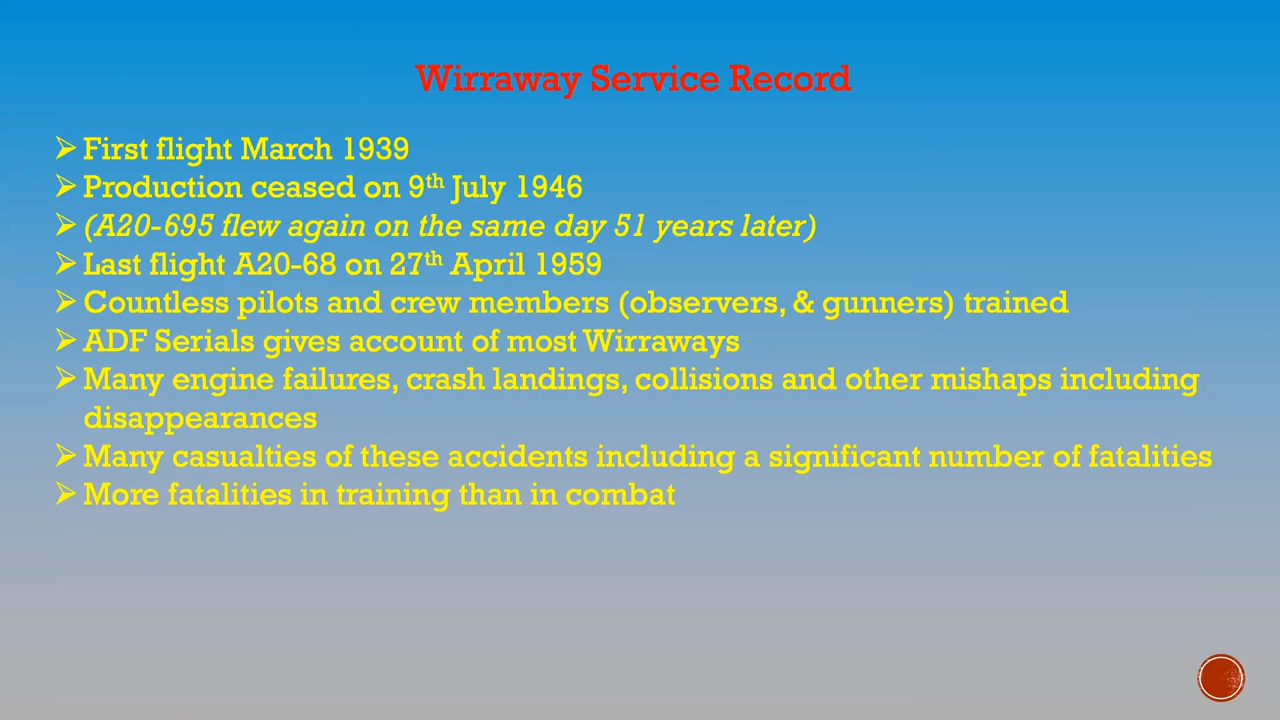 Wirraway Service Record
➢ First flight March 1939
➢ Production ceased on 9th July 1946
➢ (A20-695 flew again on the same day 51 years later)
➢ Last flight A20-68 on 27th April 1959
➢ Countless pilots and crew members (observers, & gunners) trained
➢ ADF Serials gives account of most Wirraways
➢ Many engine failures, crash landings, collisions and other mishaps including
disappearances
➢ Many casualties of these accidents including a significant number of fatalities
➢ More fatalities in training than in combat